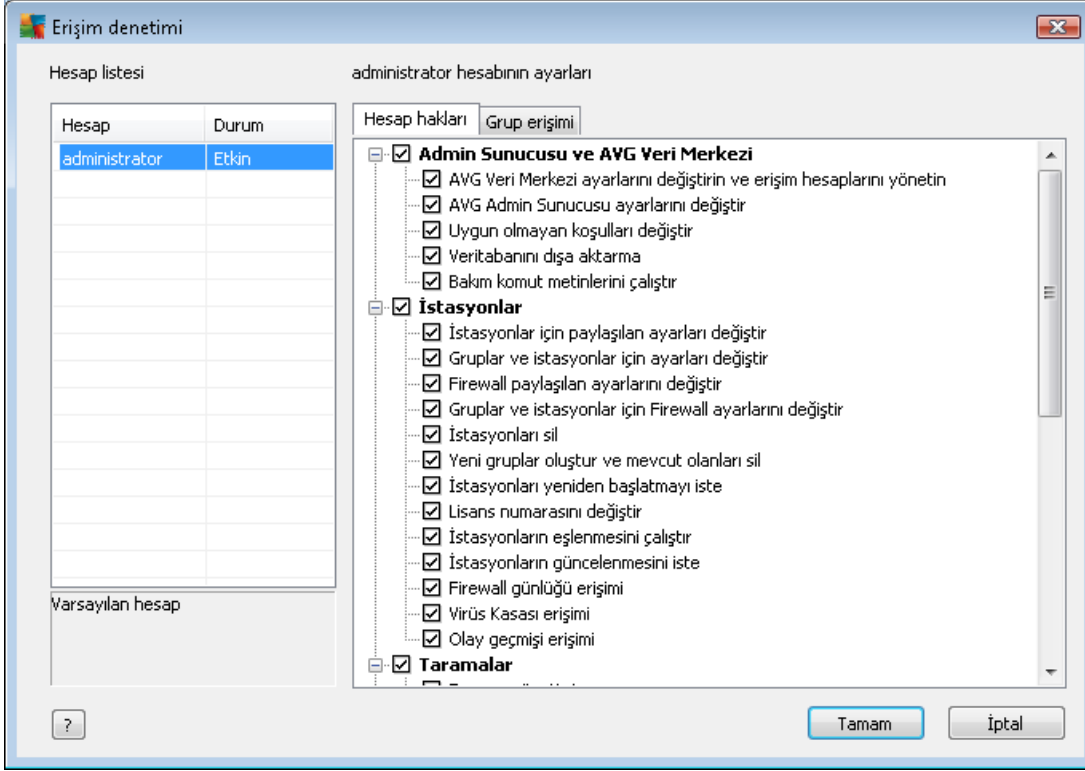 Erişim denetimi
Hesap listesi
administrator hesabının ayarları
Hesap
Durum
administrator
Etkin
Varsayılan hesap
Hesap hakları
Grup erişimi
Admin Sunucusu ve AVG Veri Merkezi
AVG Veri Merkezi ayarlarını değiştirin ve erişim hesaplarını yönetin
AVG Admin Sunucusu ayarlarını değiştir
Uygun olmayan koşulları değiştir
Veritabanını dışa aktarma
Bakım komut metinlerini çalıştır
İstasyonlar
İstasyonlar için paylaşılan ayarları değiştir
Gruplar ve istasyonlar için ayarları değiştir
Firewall paylaşılan ayarlarını değiştir
Gruplar ve istasyonlar için Firewall ayarlarını değiştir
İstasyonları sil
Yeni gruplar oluştur ve mevcut olanları sil
İstasyonları yeniden başlatmayı iste
Lisans numarasını değiştir
İstasyonların eşlenmesini çalıştır
İstasyonların güncelenmesini iste
Firewall günlüğü erişimi
Virüs Kasası erişimi
Olay geçmişi erişimi
Taramalar
?
Tamam
İptal